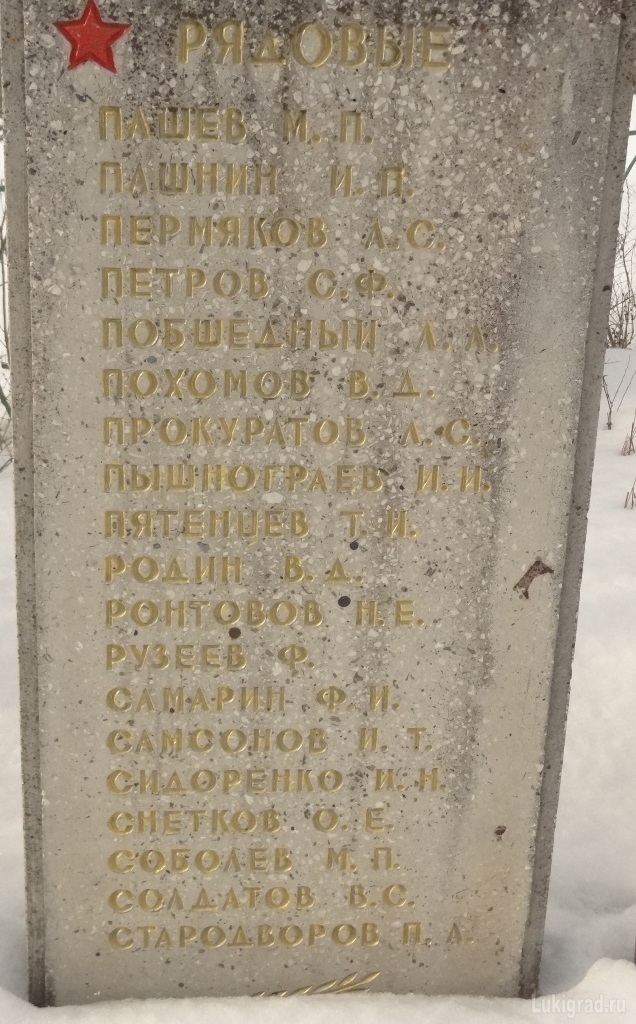 РЯДОВЫЕ
ПАШЕВ М. П.
ПАШНИН И. П.
ПЕРМЯКОВ А. С.
ПЕТРОВ С. Ф.
ПОБШЕДНЫЙ Л. Л.
ПОХОМОВ В. Д.
ПРОКУРАТОВ А. С.
ПЫШНОГРАЕВ И. И.
ПЯТЕНЦЕВ Т. И.
РОДИН В. Д.
РОНТОВОВ Н. Е.
РУЗЕЕВ Ф.
САМАРИН Ф. И.
САМСОНОВ И. Т.
СИДОРЕНКО И. Н.
СНЕТКОВ О. Е.
СОБОЛЕВ М. П.
СОЛДАТОВ В. С.
СТАРОДВОРОВ П. А.
Lukigrad.ru